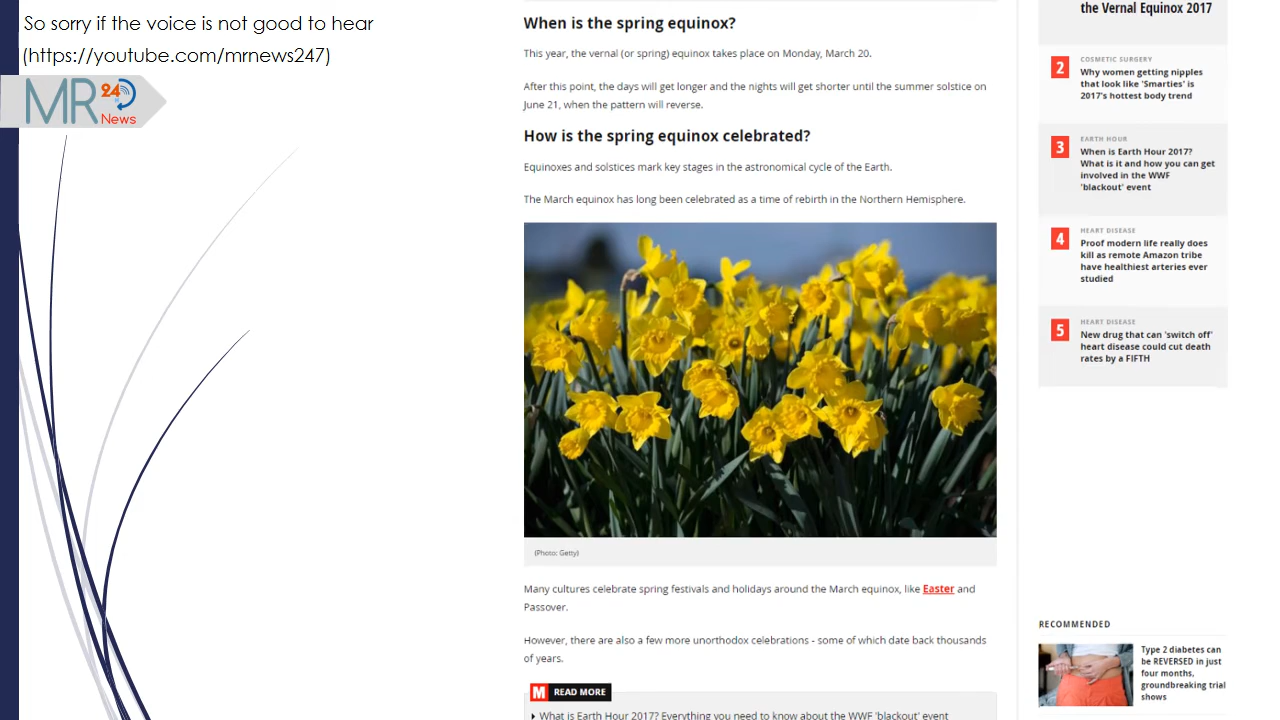 So sorry if the voice is not good to hear
(https://youtube.com/mrnews247)
MR 24
News
When is the spring equinox?
This year, the vernal (or spring) equinox takes place on Monday, March 20.
After this point, the days will get longer and the nights will get shorter until the summer solstice on
June 21, when the pattern will reverse.
How is the spring equinox celebrated?
Equinoxes and solstices mark key stages in the astronomical cycle of the Earth.
The March equinox has long been celebrated as a time of rebirth in the Northern Hemisphere.
(Photo: Getty)
Many cultures celebrate spring festivals and holidays around the March equinox, like Easter and
Passover.
However, there are also a few more unorthodox celebrations - some of which date back thousands
of years.
M READ MORE
What is Earth Hour 2017? Everything you need to know about the WWF 'blackout' event
the Vernal Equinox 2017
2
COSMETIC SURGERY
Why women getting nipples
that look like 'Smarties' is
2017's hottest body trend
3
EARTH HOUR
When is Earth Hour 2017?
What is it and how you can get
involved in the WWF
'blackout' event
4
HEART DISEASE
Proof modern life really does
kill as remote Amazon tribe
have healthiest arteries ever
studied
5
HEART DISEASE
New drug that can 'switch off'
heart disease could cut death
rates by a FIFTH
RECOMMENDED
Type 2 diabetes can
be REVERSED in just
four months,
groundbreaking trial
shows